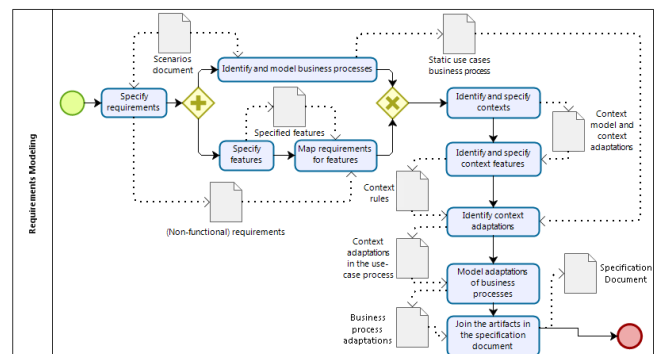 Requirements Modeling
Scenarios
document
Specify
requirements
Identify and model business processes
Specified features
Specify
features
Map requirements
for features
(Non-functional) requirements
Static use cases
business process
Identify and specify
contexts
Context
model and
context
adaptations
Identify and specify
context features
Context
rules
Identify context
adaptations
Context
adaptations
in the use-
case process
Model adaptations
of business
processes
Specification
Document
Business
process
adaptations
Join the artifacts in
the specification
document